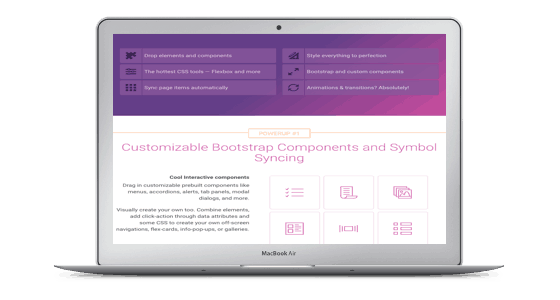 Drop elements and components
Style everything to perfection
The hottest CSS tools — Flexbox and more
Bootstrap and custom components
Sync page items automatically
Animations & transitions? Absolutely!
POWERUP #1
Customizable Bootstrap Components and Symbol
Syncing
Cool Interactive components
Drag in customizable prebuilt components like
menus, accordions, alerts, tab panels, modal
dialogs, and more.
Visually create your own too. Combine elements,
add click-action through data attributes and
some CSS to create your own off-screen
navigations, flex-cards, info-pop-ups, or galleries.
MacBook Air